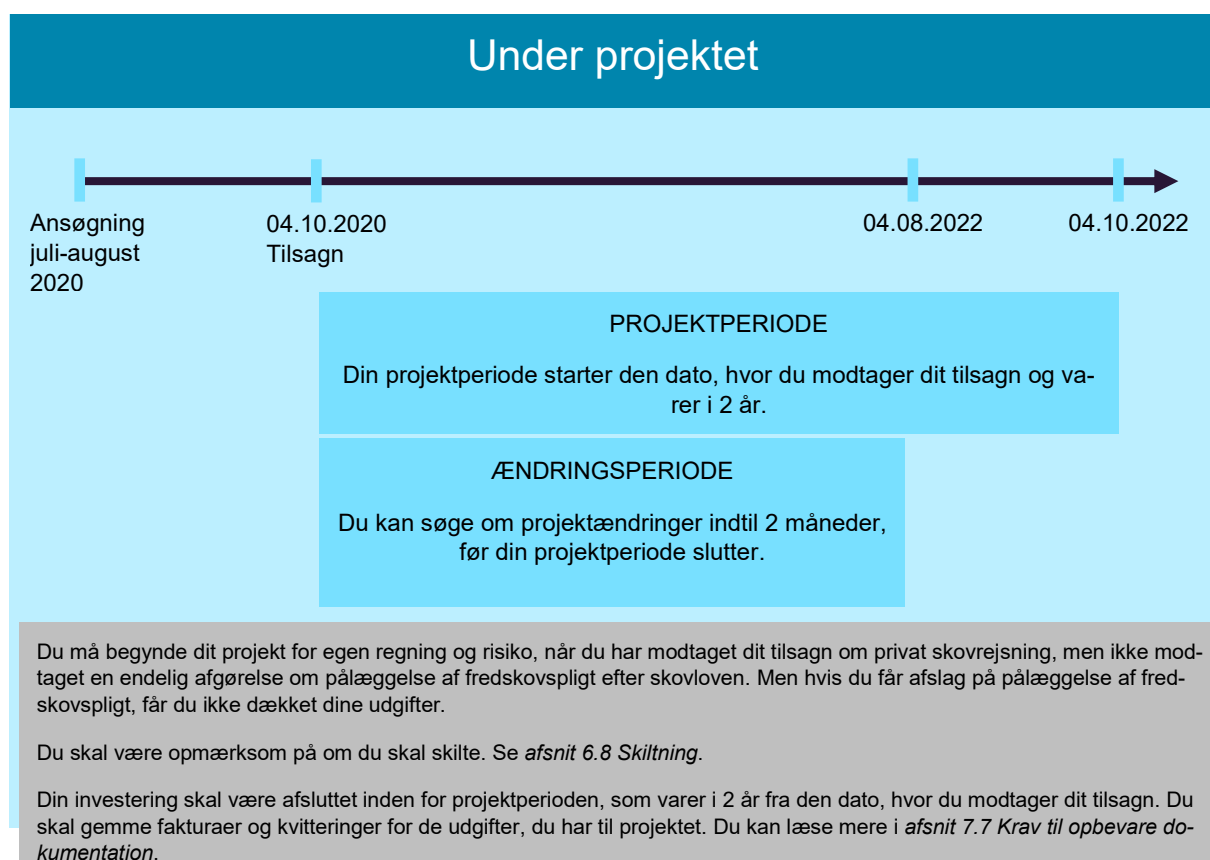 Under projektet
Ansøgning
juli-august
2020
04.10.2020
Tilsagn
04.08.2022
04.10.2022
PROJEKTPERIODE
Din projektperiode starter den dato, hvor du modtager dit tilsagn og va-
rer i 2 år.
ÆNDRINGSPERIODE
Du kan søge om projektændringer indtil 2 måneder,
før din projektperiode slutter.
Du må begynde dit projekt for egen regning og risiko, når du har modtaget dit tilsagn om privat skovrejsning, men ikke mod-
taget en endelig afgørelse om pålæggelse af fredskovspligt efter skovloven. Men hvis du får afslag på pålæggelse af fred-
skovspligt, får du ikke dækket dine udgifter.
Du skal være opmærksom på om du skal skilte. Se afsnit 6.8 Skiltning.
Din investering skal være afsluttet inden for projektperioden, som varer i 2 år fra den dato, hvor du modtager dit tilsagn. Du
skal gemme fakturaer og kvitteringer for de udgifter, du har til projektet. Du kan læse mere i afsnit 7.7 Krav til opbevare do-
kumentation.